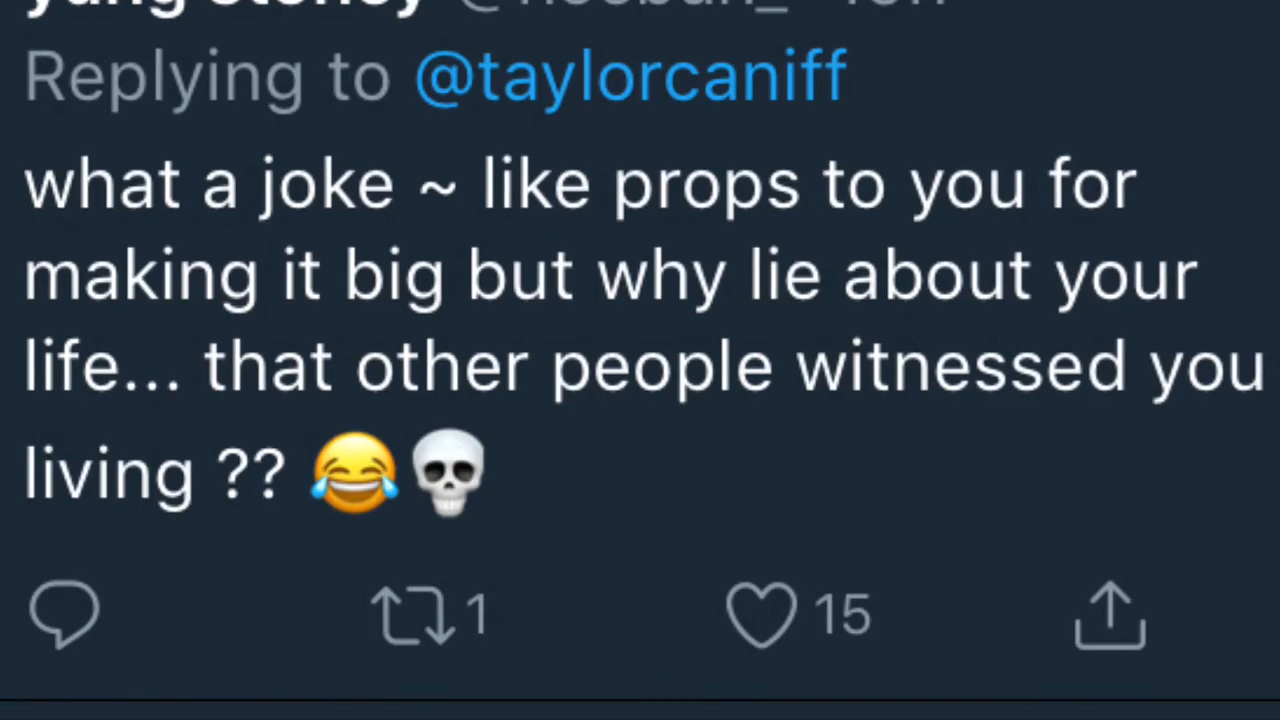 Replying to @taylorcaniff
what a joke ~ like props to you for
making it big but why lie about your
life... that other people witnessed you
living ?? 😂💀
1 15